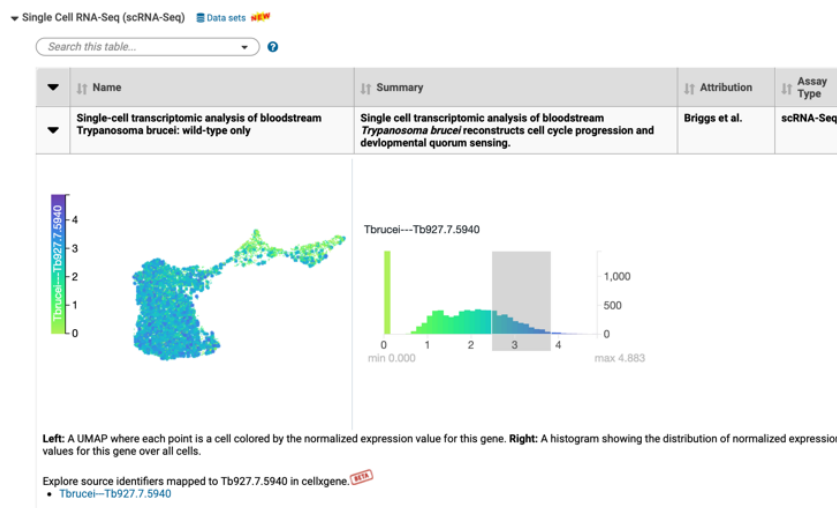 Single Cell RNA-Seq (scRNA-Seq) Data sets NEW
Search this table...
Name Summary Attribution Assay Type
Single-cell transcriptomic analysis of bloodstream
Trypanosoma brucei: wild-type only
Single cell transcriptomic analysis of bloodstream
Trypanosoma brucei reconstructs cell cycle progression and
devlopmental quorum sensing.
Briggs et al.
scRNA-Seq
Tbrucei---Tb927.7.5940
4
3
2
1
0
Tbrucei---Tb927.7.5940
1,000
500
0
0 1 2 3 4
min 0.000 max 4.883
Left: A UMAP where each point is a cell colored by the normalized expression value for this gene. Right: A histogram showing the distribution of normalized expression
values for this gene over all cells.
Explore source identifiers mapped to Tb927.7.5940 in cellxgene. BETA
• Tbrucei---Tb927.7.5940